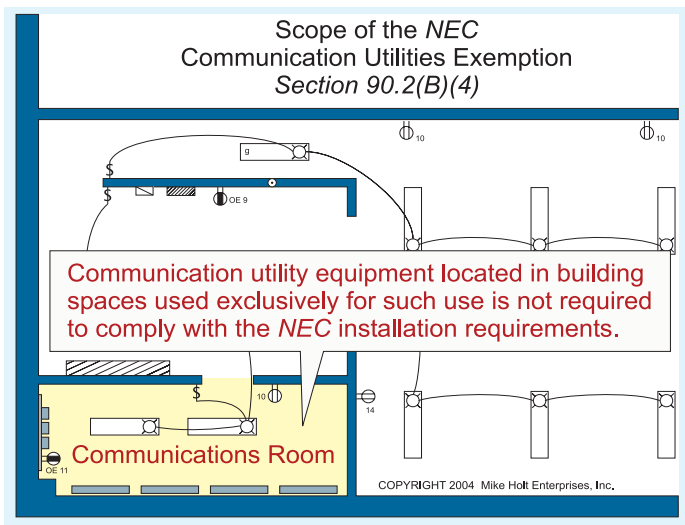 Scope of the NEC
Communication Utilities Exemption
Section 90.2(B)(4)
10
10
g
$
$
OE 9
Communication utility equipment located in building
spaces used exclusively for such use is not required
to comply with the NEC installation requirements.
$
10
14
Communications Room
OE 11
COPYRIGHT 2004 Mike Holt Enterprises, Inc.